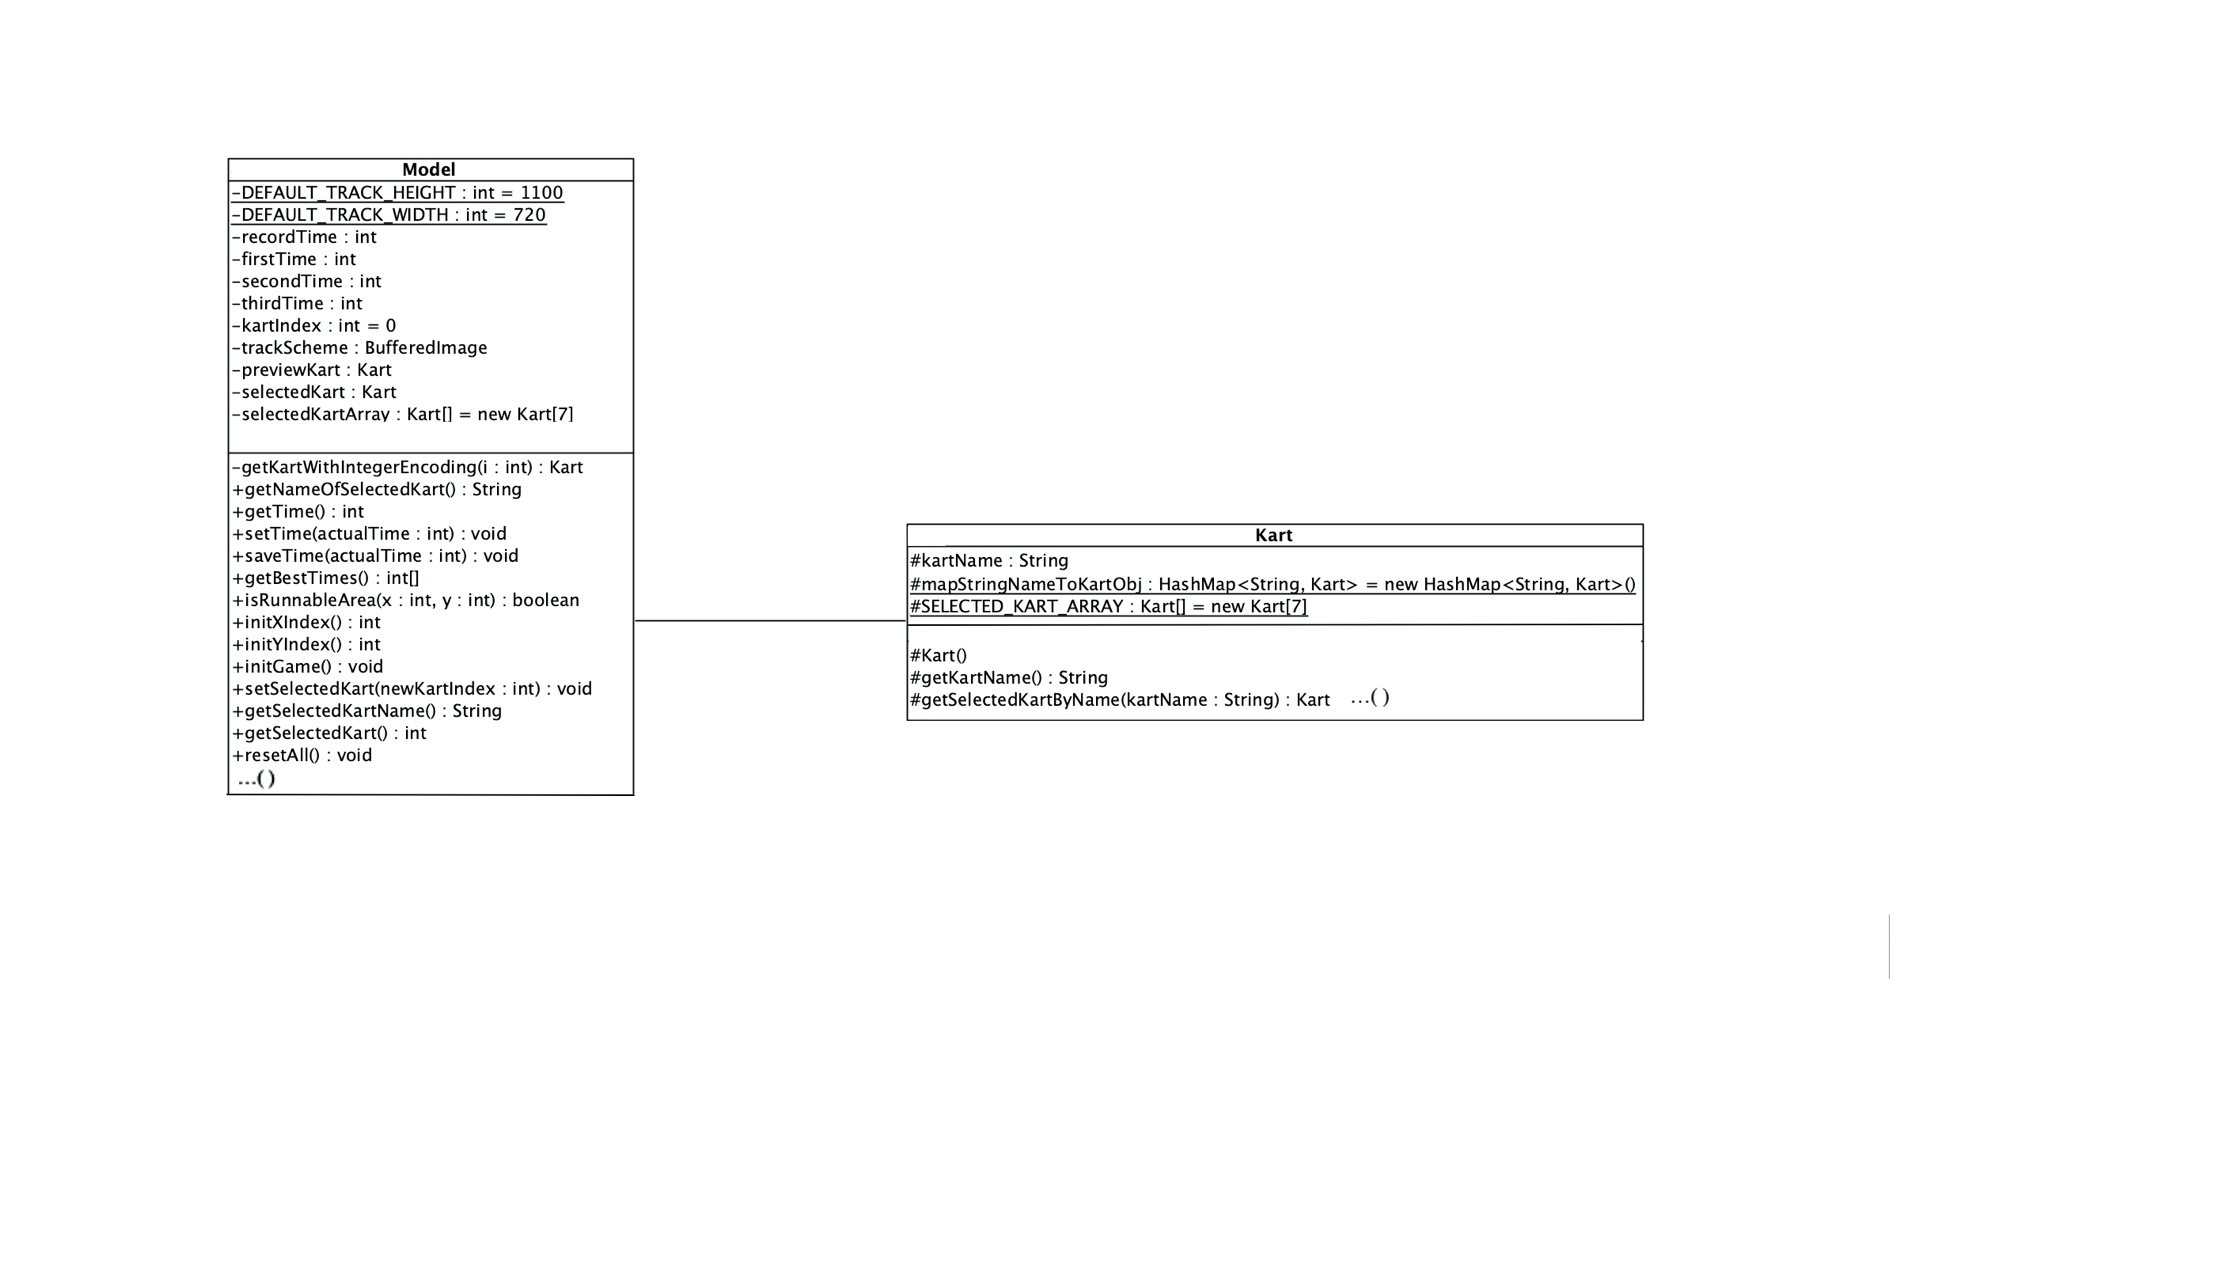 Model
-DEFAULT_TRACK_HEIGHT : int = 1100
-DEFAULT_TRACK_WIDTH : int = 720
-recordTime : int
-firstTime : int
-secondTime : int
-thirdTime : int
-kartIndex : int = 0
-trackScheme : BufferedImage
-previewKart : Kart
-selectedKart : Kart
-selectedKartArray : Kart[] = new Kart[7]
-getKartWithIntegerEncoding(i : int) : Kart
+getNameOfSelectedKart() : String
+getTime() : int
+setTime(actualTime : int) : void
+saveTime(actualTime : int) : void
+getBestTimes() : int[]
+isRunnableArea(x : int, y : int) : boolean
+initXIndex() : int
+initYIndex() : int
+initGame() : void
+setSelectedKart(newKartIndex : int) : void
+getSelectedKartName() : String
+getSelectedKart() : int
+resetAll() : void
...()
Kart
#kartName : String
#mapStringNameToKartObj : HashMap<String, Kart> = new HashMap<String, Kart>()
#SELECTED_KART_ARRAY : Kart[] = new Kart[7]
#Kart()
#getKartName() : String
#getSelectedKartByName(kartName : String) : Kart ...()